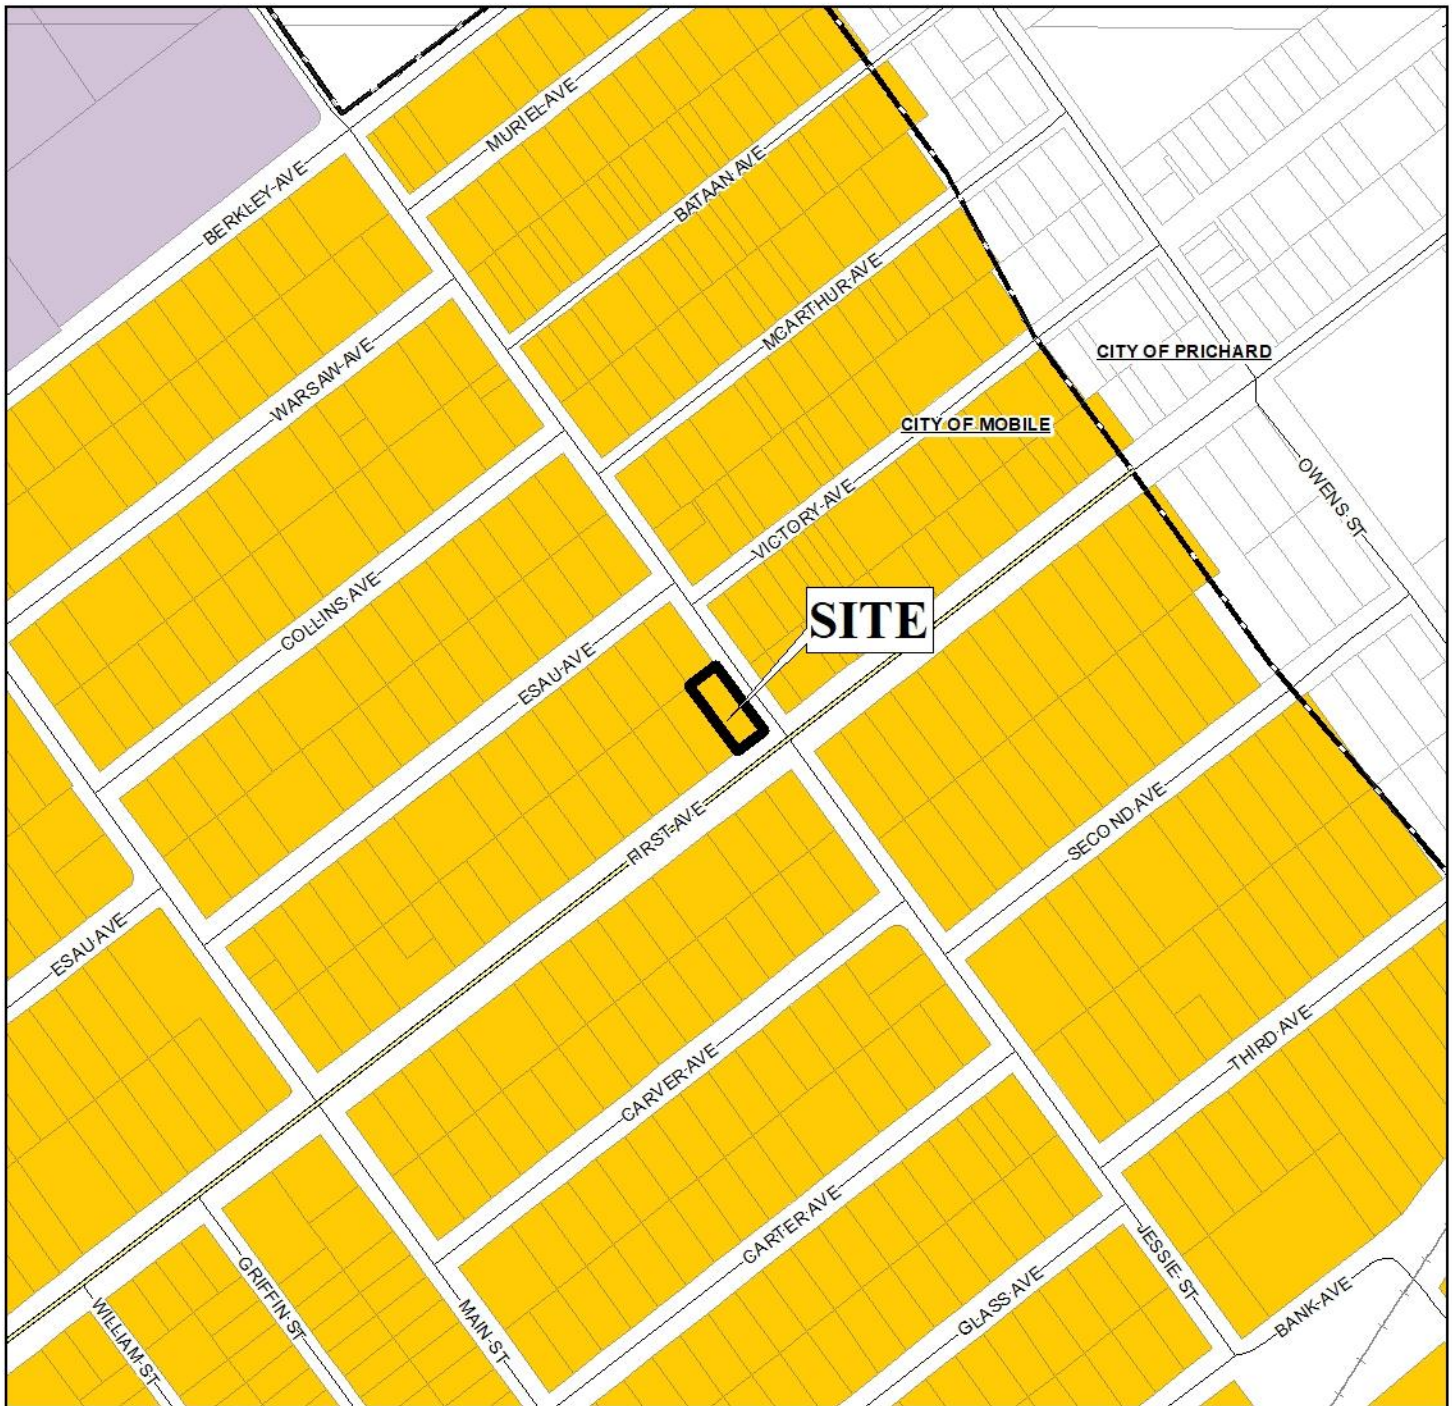 MURIEL AVE
BERKLEY AVE
BATAAN AVE
MCARTHUR AVE
WARSAW AVE
CITY OF PRICHARD
CITY OF MOBILE
OWENS ST
VICTORY AVE
COLLINS AVE
SITE
ESAU AVE
FIRST AVE
SECOND AVE
ESAU AVE
THIRD AVE
CARVER AVE
CARTER AVE
JESSIE ST
GRIFFIN ST
GLASS AVE
BANK AVE
MAIN ST
WILLIAM ST